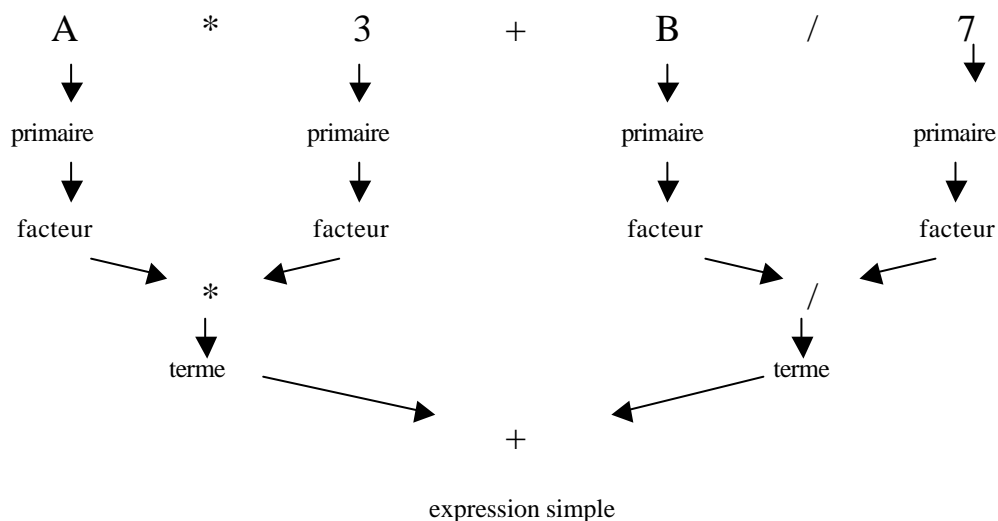 A * 3 + B / 7
primaire primaire primaire primaire
facteur facteur facteur facteur
* /
terme terme
+
expression simple